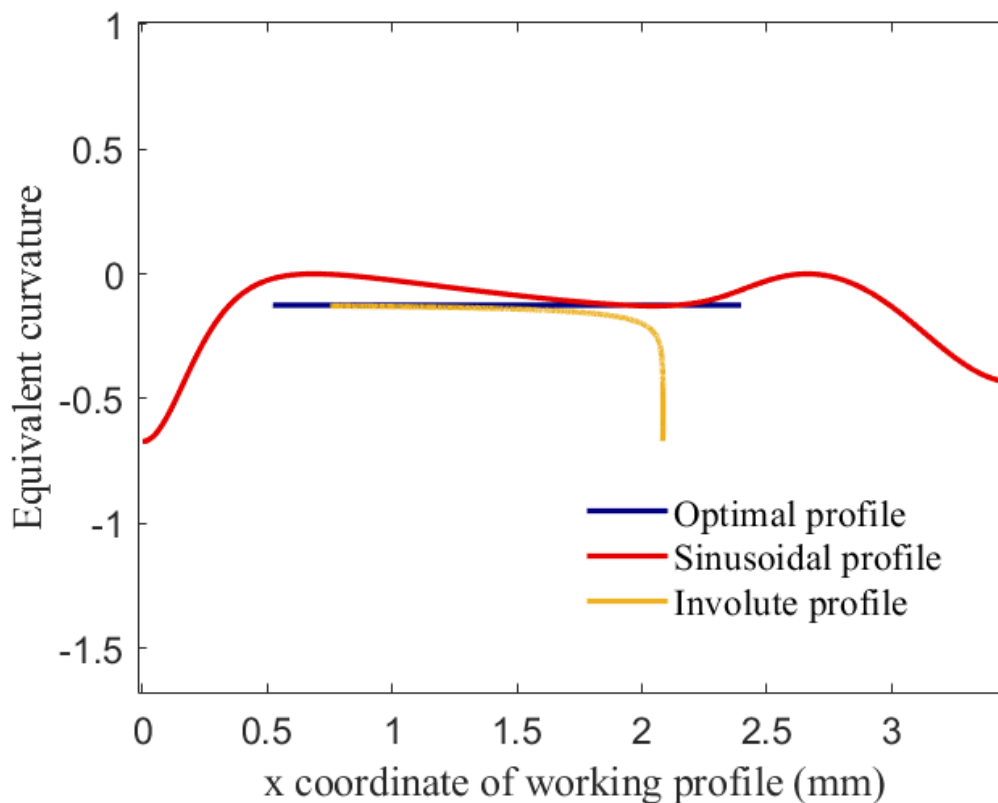 1
0.5
0
-0.5
-1
-1.5
Equivalent curvature
Optimal profile
Sinusoidal profile
Involute profile
0 0.5 1 1.5 2 2.5 3
x coordinate of working profile (mm)